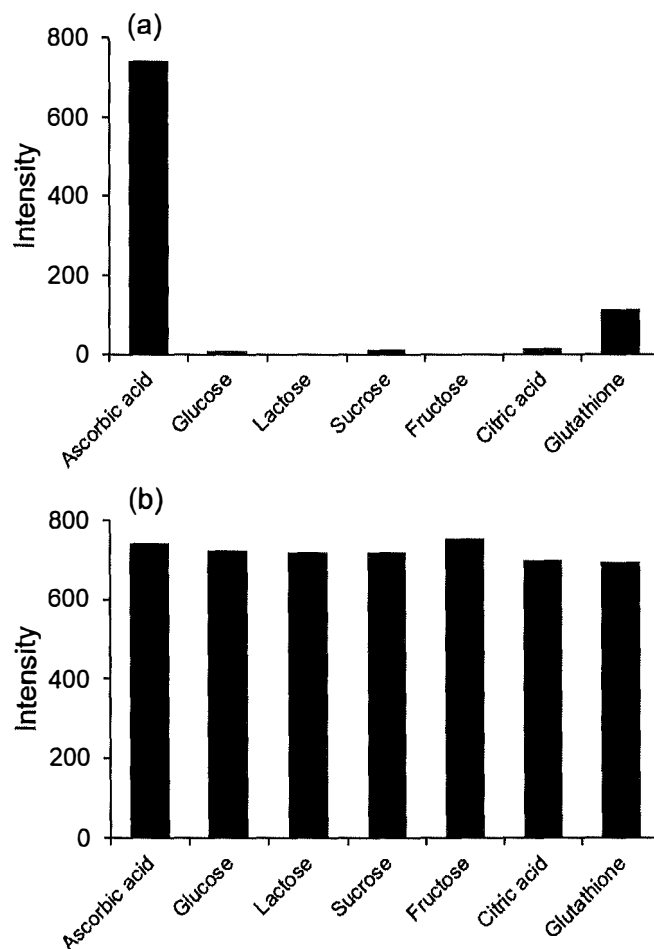 (a)
800
600
400
200
0
Intensity
Ascorbic acid
Glucose
Lactose
Sucrose
Fructose
Citric acid
Glutathione
(b)
800
600
400
200
0
Intensity
Ascorbic acid
Glucose
Lactose
Sucrose
Fructose
Citric acid
Glutathione